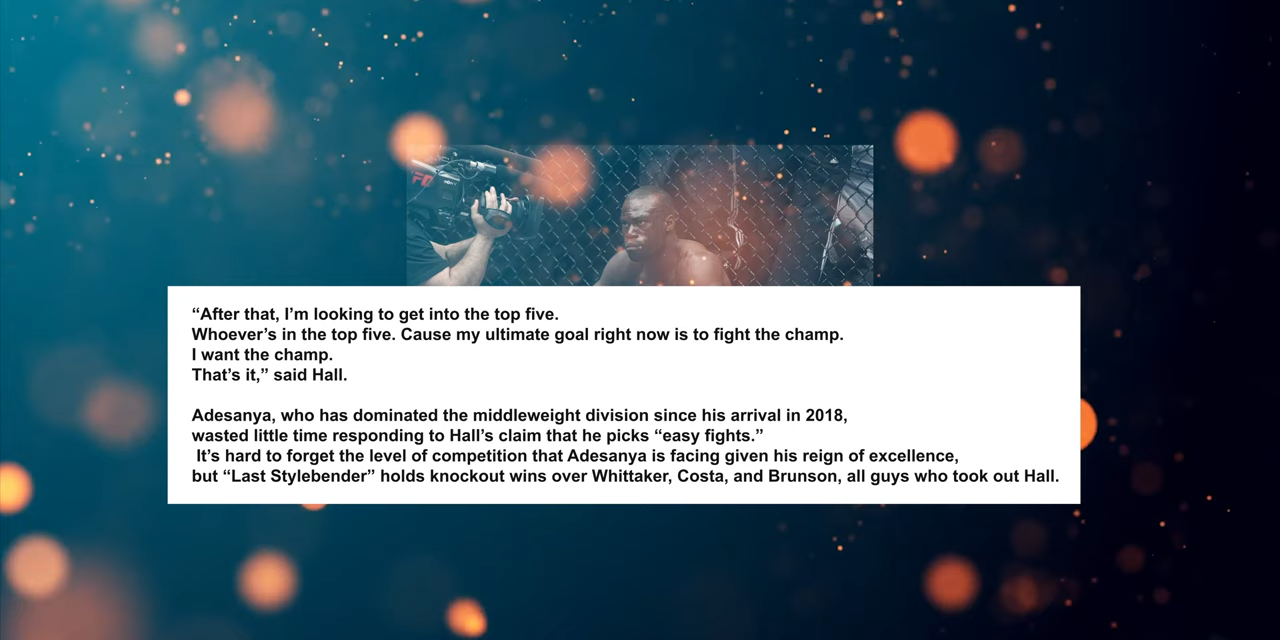 UFC
“After that, I’m looking to get into the top five.
Whoever’s in the top five. Cause my ultimate goal right now is to fight the champ.
I want the champ.
That’s it,” said Hall.
Adesanya, who has dominated the middleweight division since his arrival in 2018,
wasted little time responding to Hall’s claim that he picks “easy fights.”
It’s hard to forget the level of competition that Adesanya is facing given his reign of excellence,
but “Last Stylebender” holds knockout wins over Whittaker, Costa, and Brunson, all guys who took out Hall.